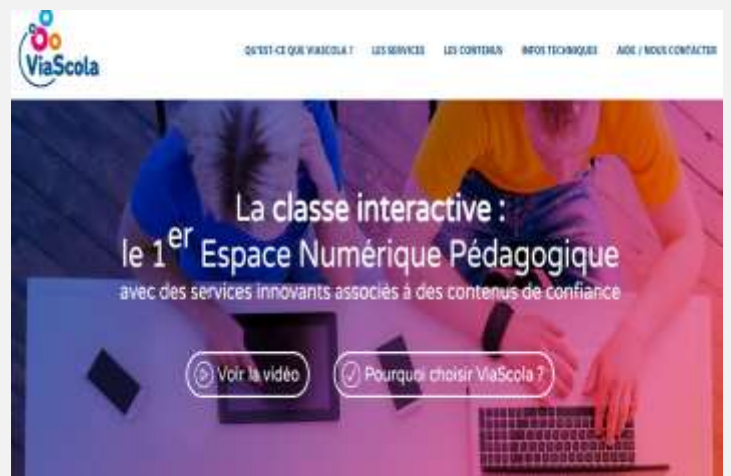 ViaScola
QU'EST-CE QUE VIASCOLA ? LES SERVICES LES CONTENUS INFOS TECHNIQUES AIDE / NOUS CONTACTER
La classe interactive :
le 1er Espace Numérique Pédagogique
avec des services innovants associés à des contenus de confiance
Voir la vidéo Pourquoi choisir ViaScola ?